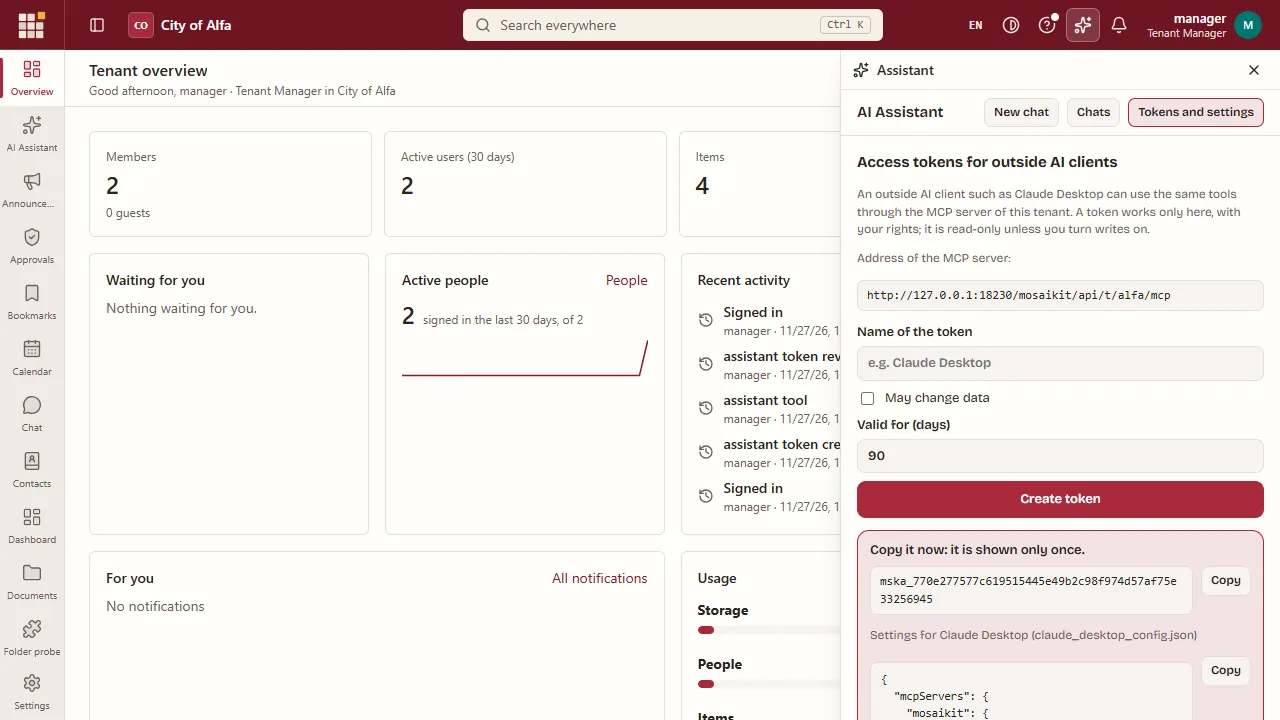 CO City of Alfa
Search everywhere Ctrl K
EN
manager
Tenant Manager
M
Overview
AI Assistant
Announce...
Approvals
Bookmarks
Calendar
Chat
Contacts
Dashboard
Documents
Folder probe
Settings
Tenant overview
Good afternoon, manager · Tenant Manager in City of Alfa
Members
2
0 guests
Active users (30 days)
2
Items
4
Waiting for you
Nothing waiting for you.
Active people People
2 signed in the last 30 days, of 2
Recent activity
Signed in
manager · 11/27/26, 1
assistant token rev
manager · 11/27/26, 1
assistant tool
manager · 11/27/26, 1
assistant token cre
manager · 11/27/26, 1
Signed in
manager · 11/27/26, 1
For you All notifications
No notifications
Usage
Storage
People
Items
Assistant
AI Assistant New chat Chats Tokens and settings
Access tokens for outside AI clients
An outside AI client such as Claude Desktop can use the same tools
through the MCP server of this tenant. A token works only here, with
your rights; it is read-only unless you turn writes on.
Address of the MCP server:
http://127.0.0.1:18230/mosaikit/api/t/alfa/mcp
Name of the token
e.g. Claude Desktop
May change data
Valid for (days)
90
Create token
Copy it now: it is shown only once.
mska_770e277577c619515445e49b2c98f974d57af75e
33256945
Copy
Settings for Claude Desktop (claude_desktop_config.json)
Copy
{
"mcpServers": {
"mosaikit": {